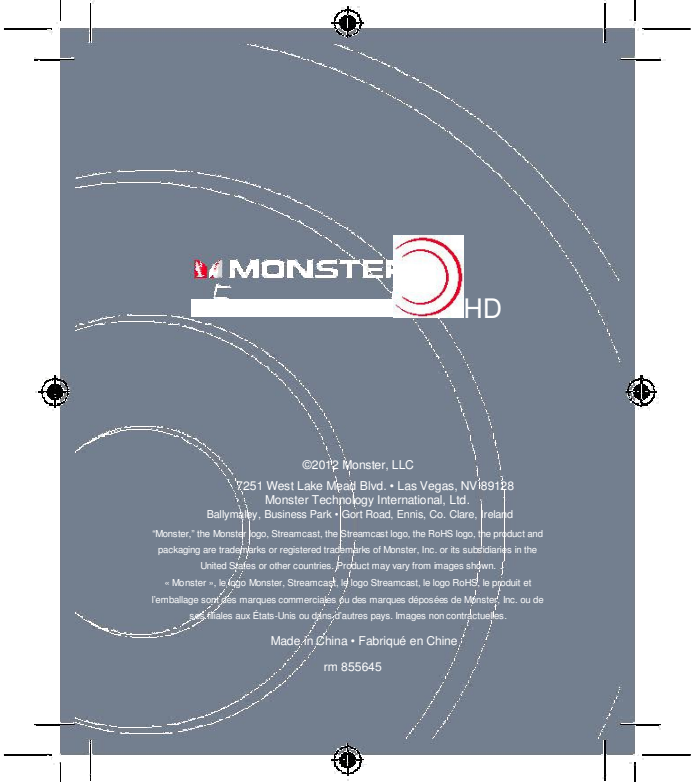 MONSTER
HD
©2012 Monster, LLC
7251 West Lake Mead Blvd. • Las Vegas, NV 89128
Monster Technology International, Ltd.
Ballymaley, Business Park • Gort Road, Ennis, Co. Clare, Ireland
“Monster,” the Monster logo, Streamcast, the Streamcast logo, the RoHS logo, the product and
packaging are trademarks or registered trademarks of Monster, Inc. or its subsidiaries in the
United States or other countries. Product may vary from images shown.
« Monster », le logo Monster, Streamcast, le logo Streamcast, le logo RoHS, le produit et
l’emballage sont des marques commerciales ou des marques déposées de Monster, Inc. ou de
ses filiales aux États-Unis ou dans d’autres pays. Images non contractuelles.
Made in China • Fabriqué en Chine
rm 855645